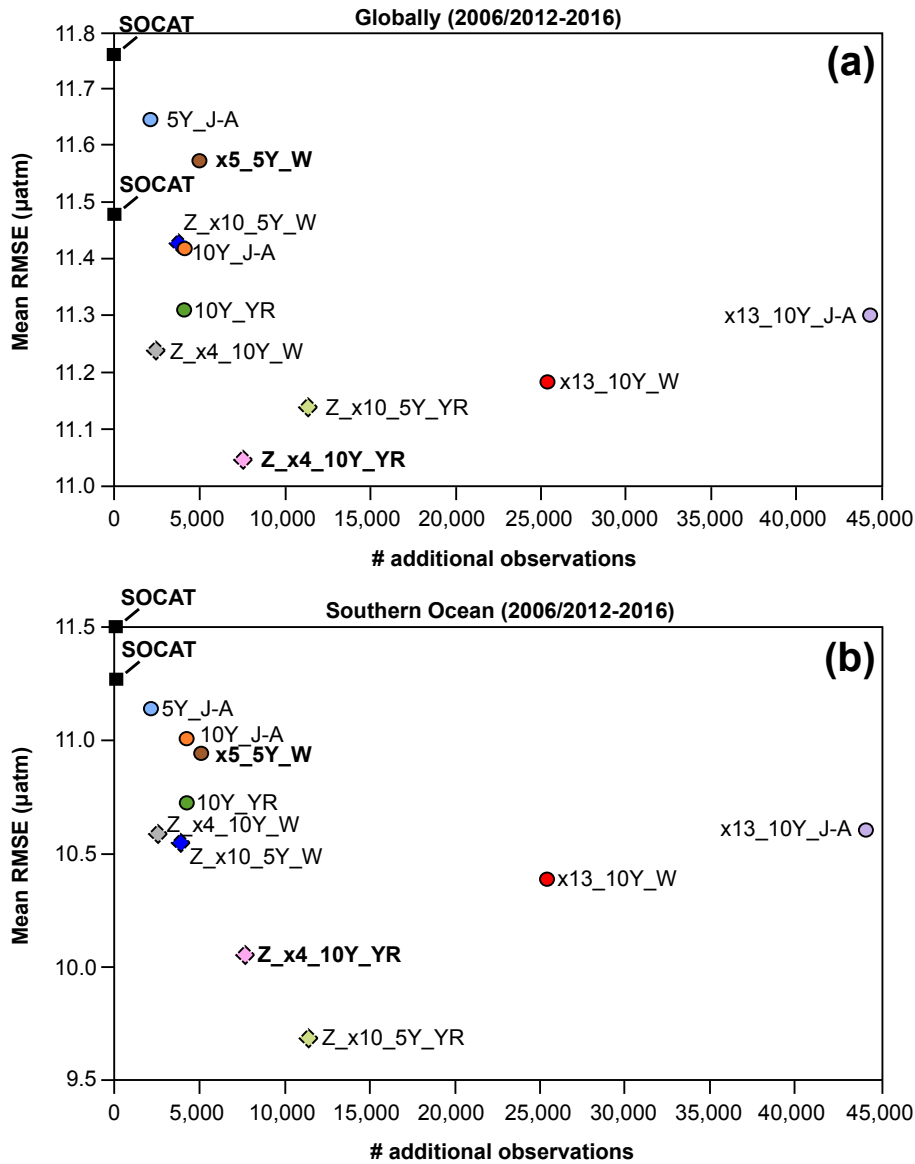 Globally (2006/2012-2016)
SOCAT
(a)
11.8
11.7
11.6
11.5
11.4
11.3
11.2
11.1
11.0
Mean RMSE (µatm)
5Y_J-A
x5_5Y_W
SOCAT
Z_x10_5Y_W
10Y_J-A
10Y_YR
x13_10Y_J-A
Z_x4_10Y_W
x13_10Y_W
Z_x10_5Y_YR
Z_x4_10Y_YR
0 5,000 10,000 15,000 20,000 25,000 30,000 35,000 40,000 45,000
# additional observations
SOCAT
Southern Ocean (2006/2012-2016)
SOCAT
(b)
11.5
11.0
10.5
10.0
9.5
Mean RMSE (µatm)
5Y_J-A
10Y_J-A
x5_5Y_W
10Y_YR
Z_x4_10Y_W
x13_10Y_J-A
Z_x10_5Y_W
x13_10Y_W
Z_x4_10Y_YR
Z_x10_5Y_YR
0 5,000 10,000 15,000 20,000 25,000 30,000 35,000 40,000 45,000
# additional observations